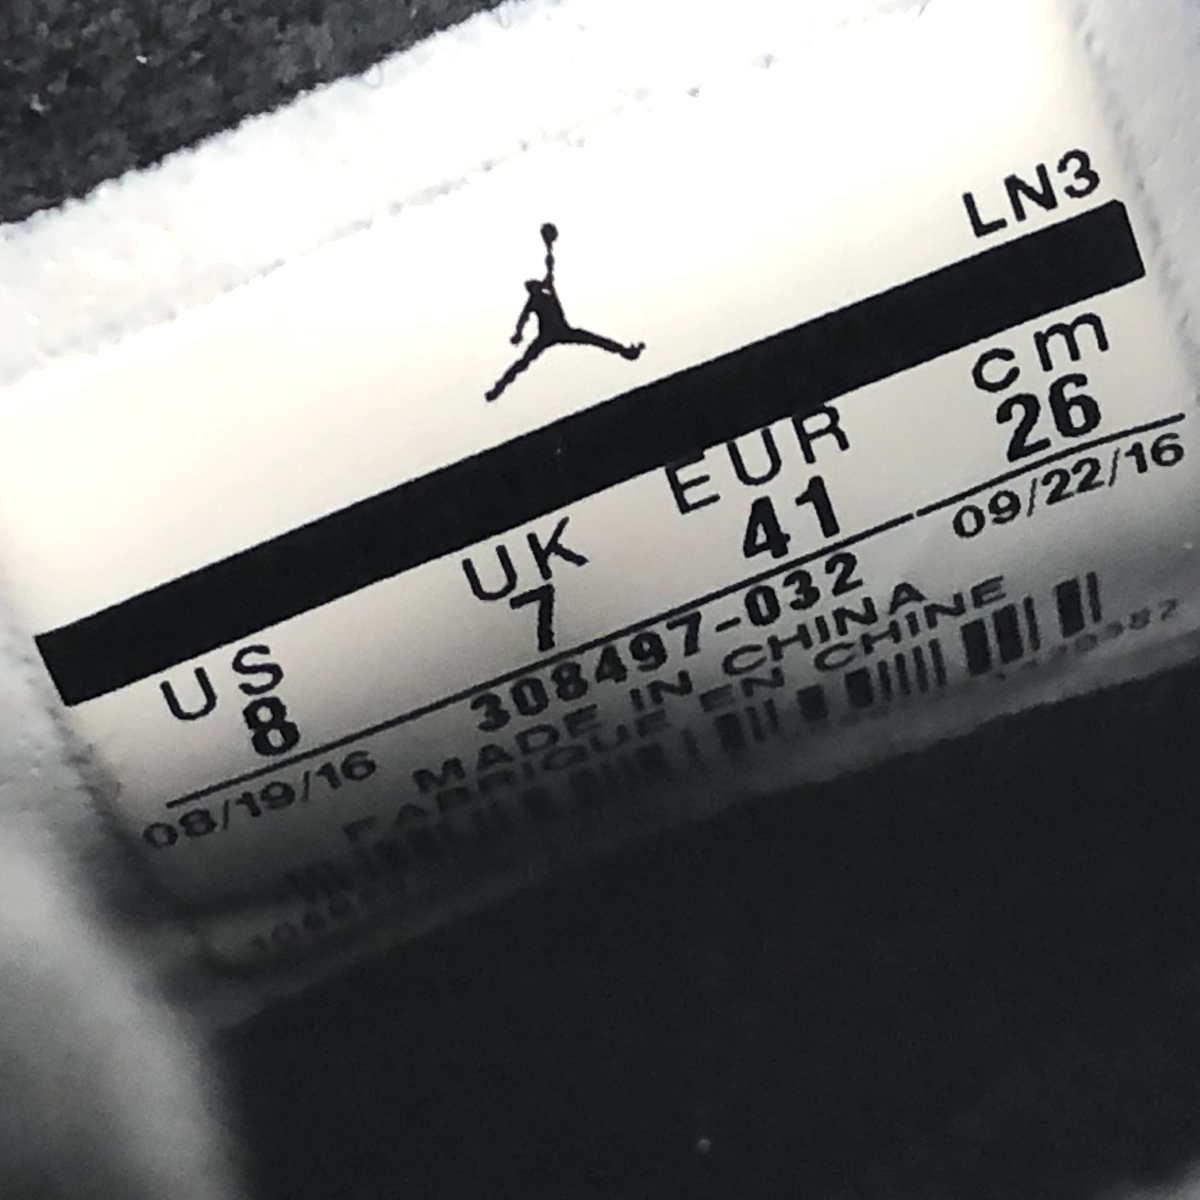 LN3
US UK EUR cm
8 7 41 26
08/19/16 308497-032 09/22/16
MADE IN CHINA
FABRIQUE EN CHINE